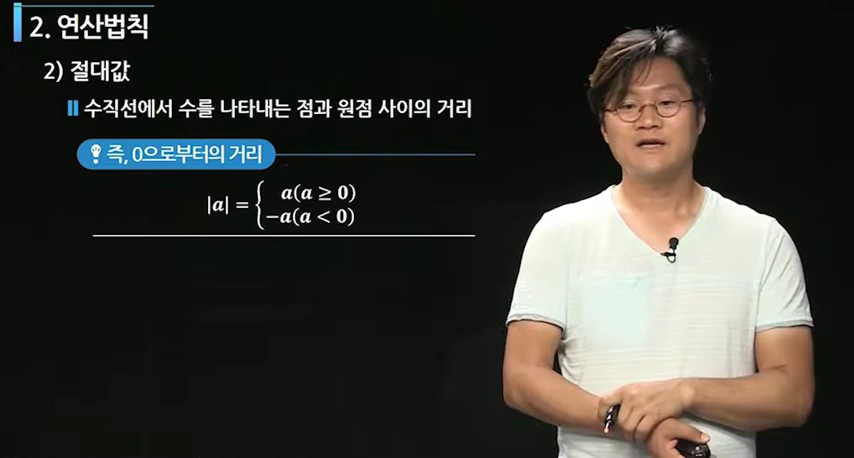 2. 연산법칙
2) 절대값
수직선에서 수를 나타내는 점과 원점 사이의 거리
즉, 0으로부터의 거리
|a| = { a(a ≥ 0)
-a(a < 0)